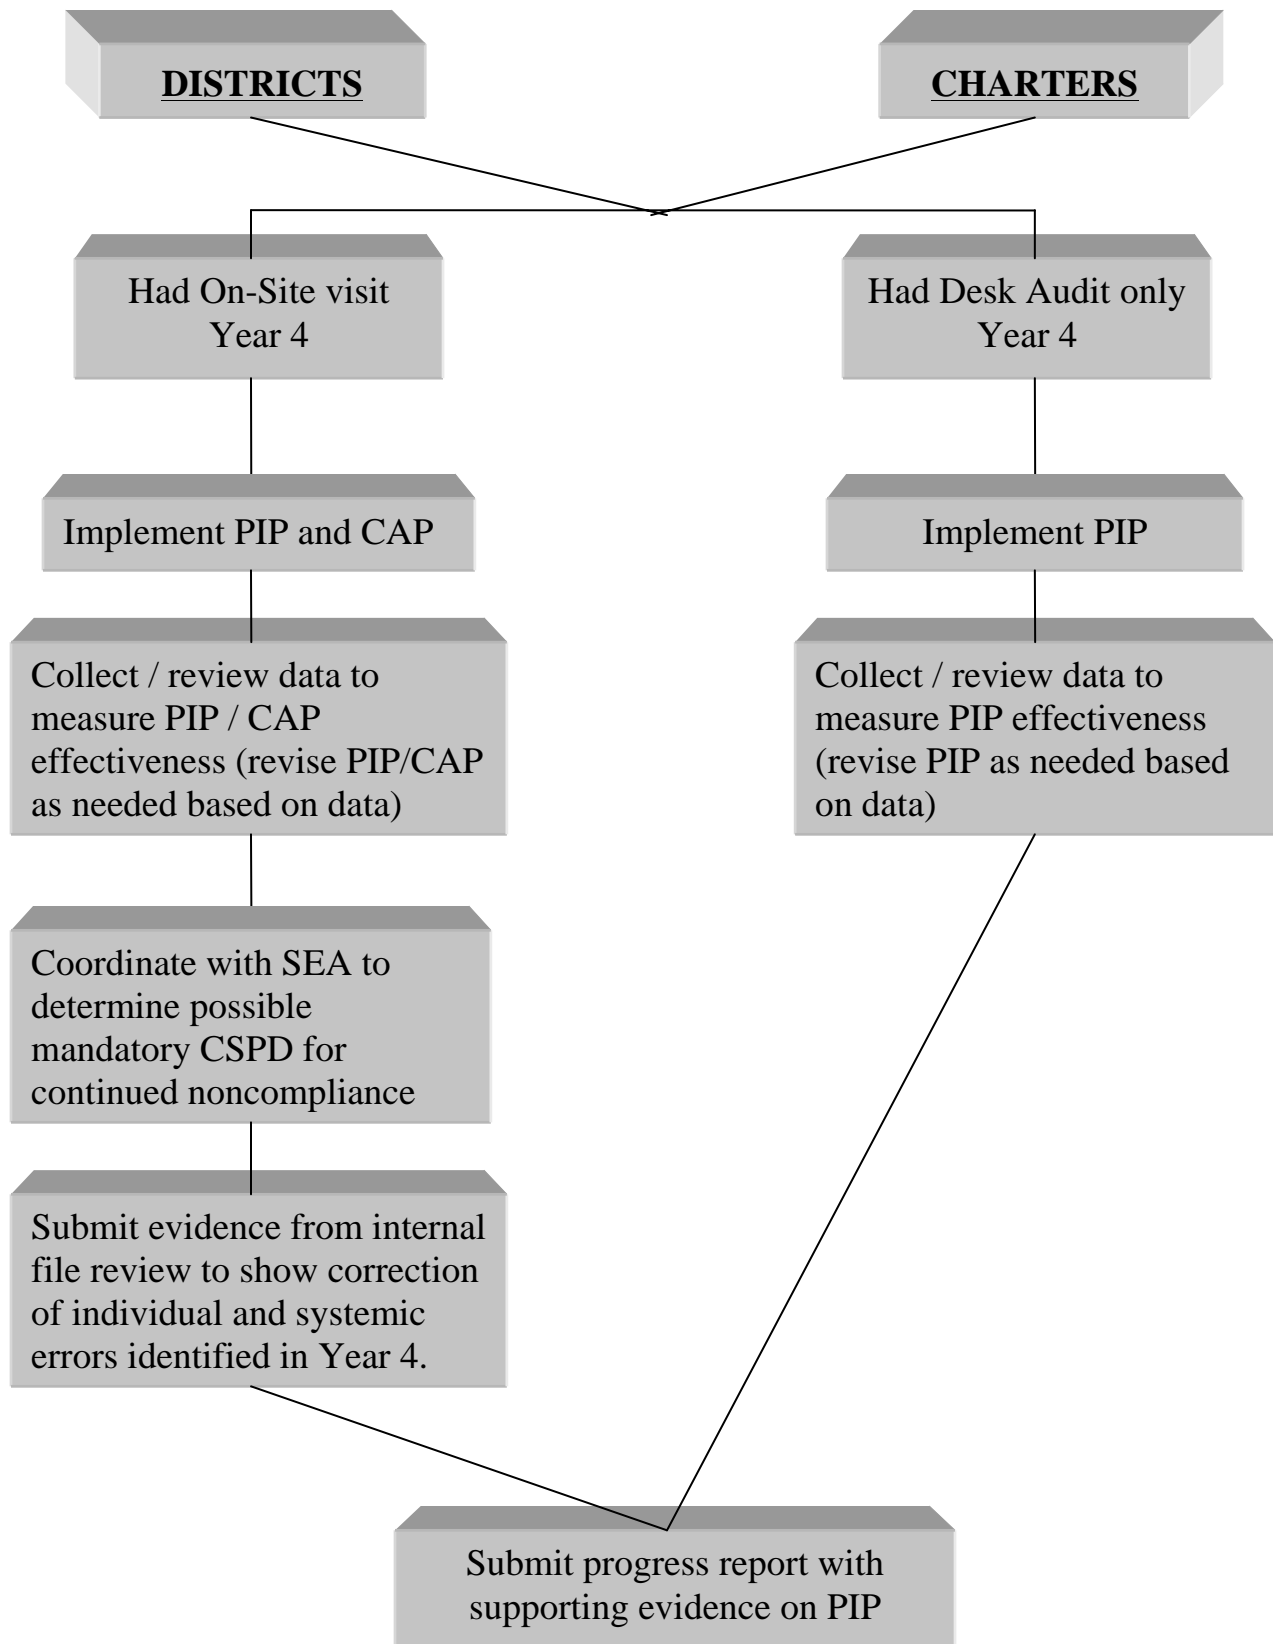 DISTRICTS
CHARTERS
Had On-Site visit
Year 4
Had Desk Audit only
Year 4
Implement PIP and CAP
Implement PIP
Collect / review data to
measure PIP / CAP
effectiveness (revise PIP/CAP
as needed based on data)
Collect / review data to
measure PIP effectiveness
(revise PIP as needed based
on data)
Coordinate with SEA to
determine possible
mandatory CSPD for
continued noncompliance
Submit evidence from internal
file review to show correction
of individual and systemic
errors identified in Year 4.
Submit progress report with
supporting evidence on PIP